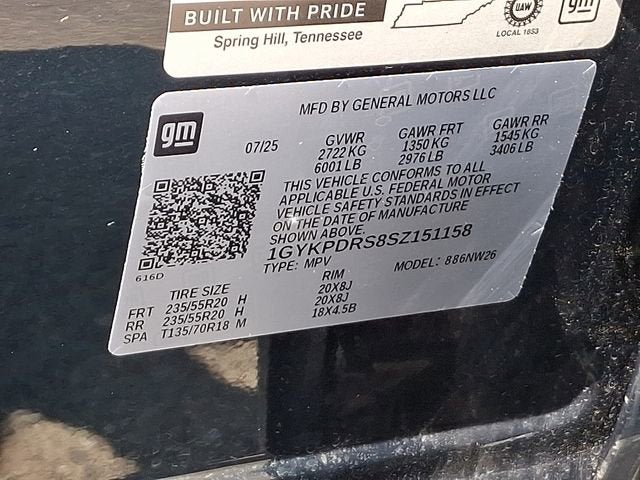 BUILT WITH PRIDE
Spring Hill, Tennessee
UAW
LOCAL 1853
gm
MFD BY GENERAL MOTORS LLC
gm
07/25
GVWR
2722 KG
6001 LB
GAWR FRT
1350 KG
2976 LB
GAWR RR
1545 KG
3406 LB
THIS VEHICLE CONFORMS TO ALL
APPLICABLE U.S. FEDERAL MOTOR
VEHICLE SAFETY STANDARDS IN EFFECT
ON THE DATE OF MANUFACTURE
SHOWN ABOVE.
1GYKPDRS8SZ151158
TYPE: MPV
MODEL: 886NW26
616D
TIRE SIZE RIM
FRT 235/55R20 H 20X8J
RR 235/55R20 H 20X8J
SPA T135/70R18 M 18X4.5B